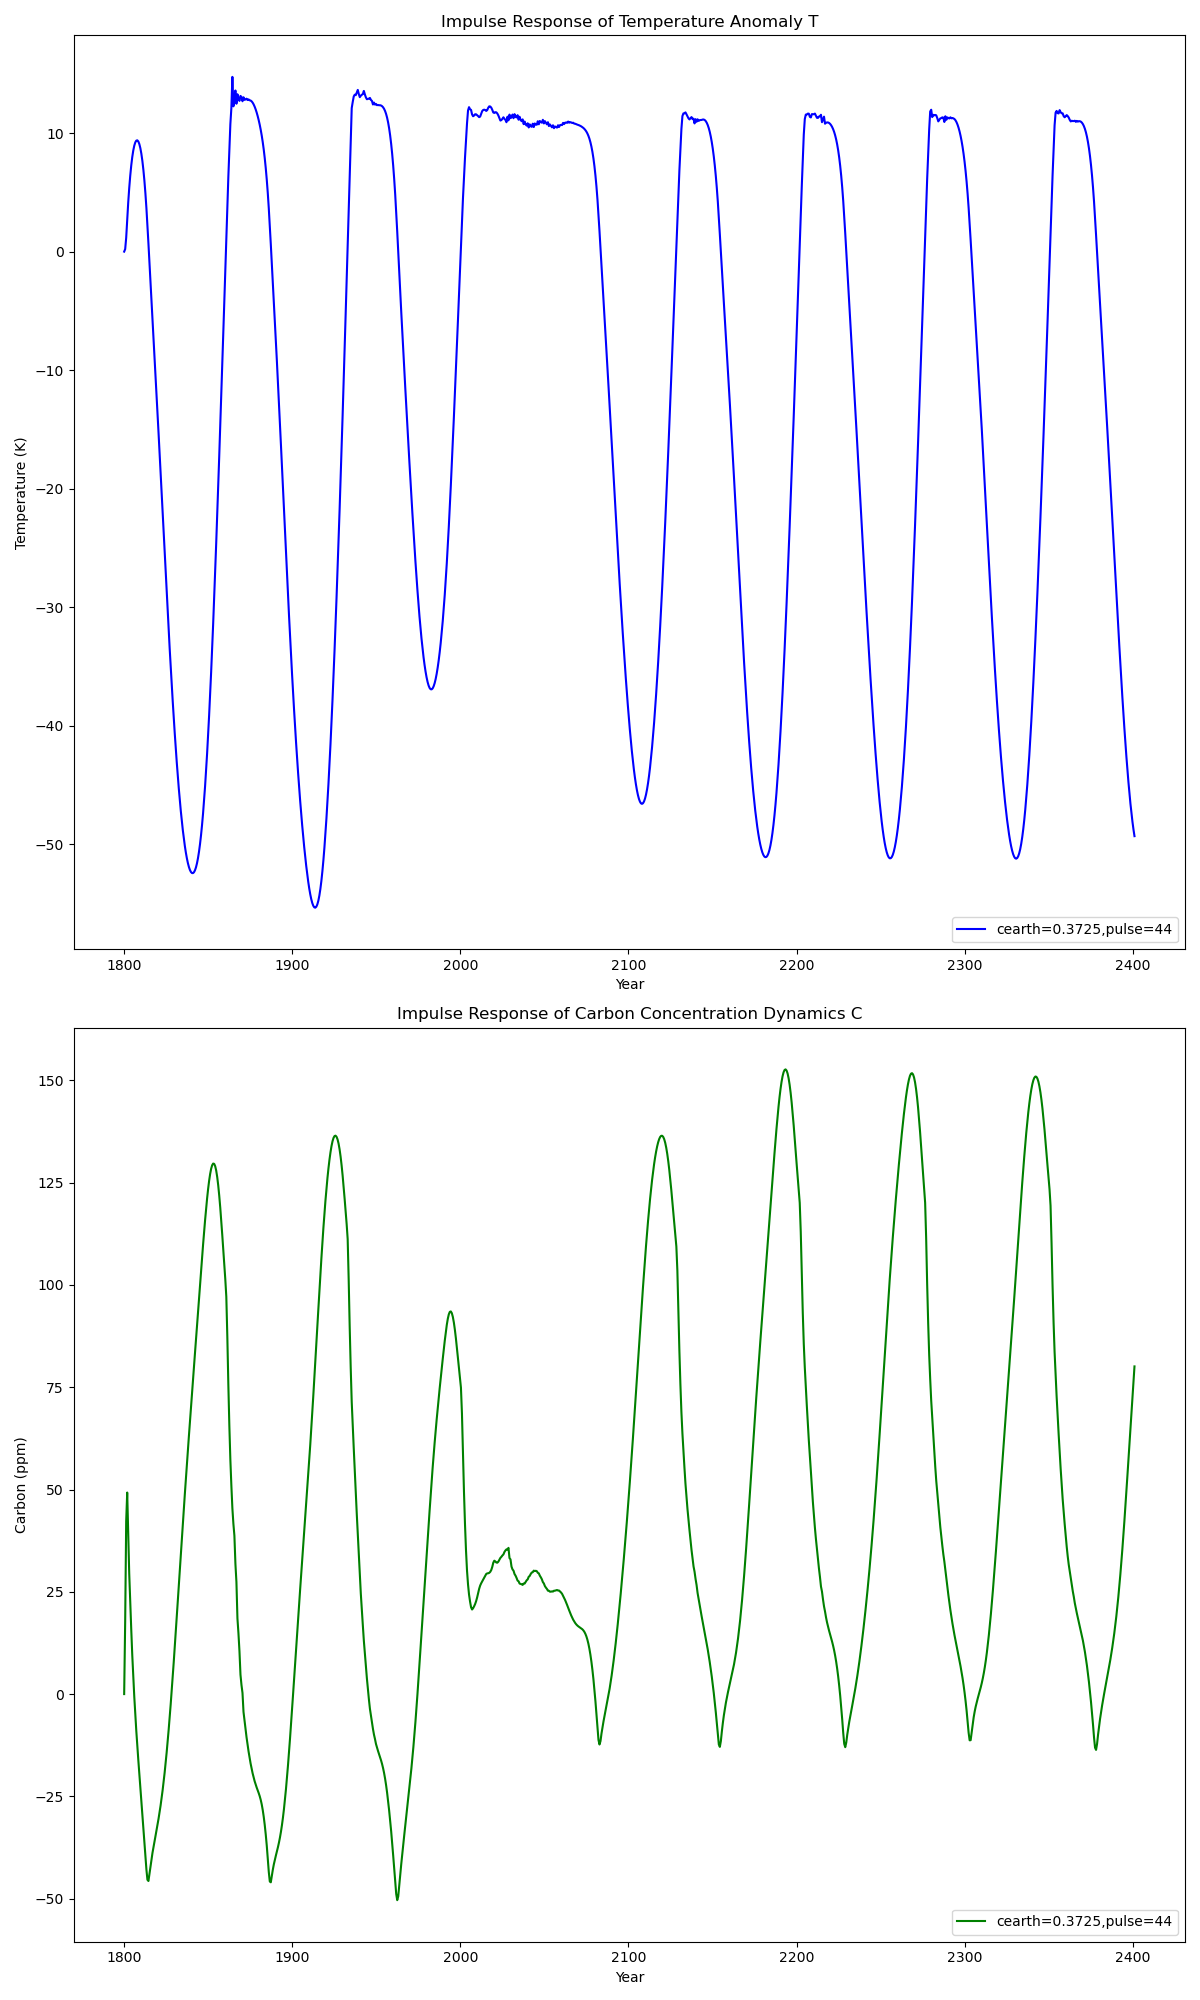 Impulse Response of Temperature Anomaly T
10
0
−10
−20
−30
−40
−50
Temperature (K)
cearth=0.3725,pulse=44
1800 1900 2000 2100 2200 2300 2400
Year
Impulse Response of Carbon Concentration Dynamics C
150
125
100
75
50
25
0
−25
−50
Carbon (ppm)
cearth=0.3725,pulse=44
1800 1900 2000 2100 2200 2300 2400
Year